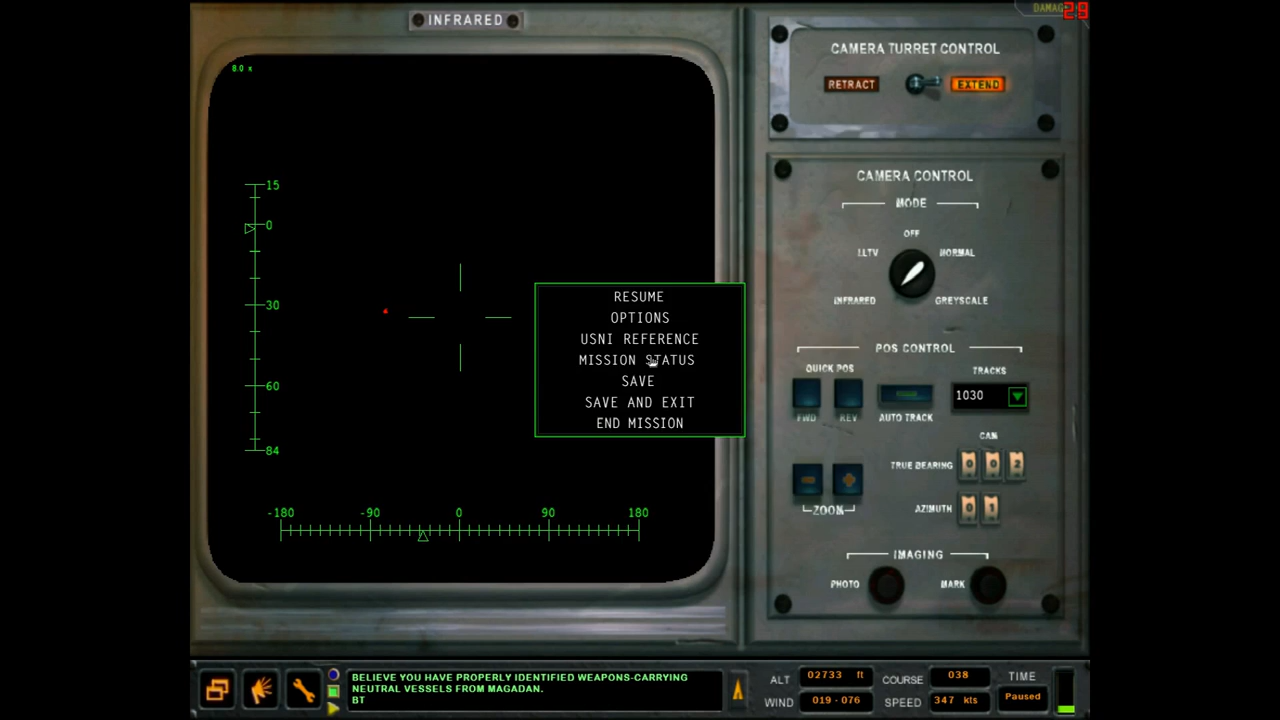 INFRARED
DAMAG
29
8.0 x
15
0
30
60
84
-180 -90 0 90 180
RESUME
OPTIONS
USNI REFERENCE
MISSION STATUS
SAVE
SAVE AND EXIT
END MISSION
CAMERA TURRET CONTROL
RETRACT EXTEND
CAMERA CONTROL
MODE
OFF
LLTV NORMAL
INFRARED GREYSCALE
POS CONTROL
QUICK POS TRACKS
1030
FWD REV AUTO TRACK
CAM
TRUE BEARING 0 0 2
ZOOM AZIMUTH 0 1
IMAGING
PHOTO MARK
BELIEVE YOU HAVE PROPERLY IDENTIFIED WEAPONS-CARRYING
NEUTRAL VESSELS FROM MAGADAN.
BT
ALT 02733 ft COURSE 038 TIME
WIND 019 - 076 SPEED 347 kts Paused